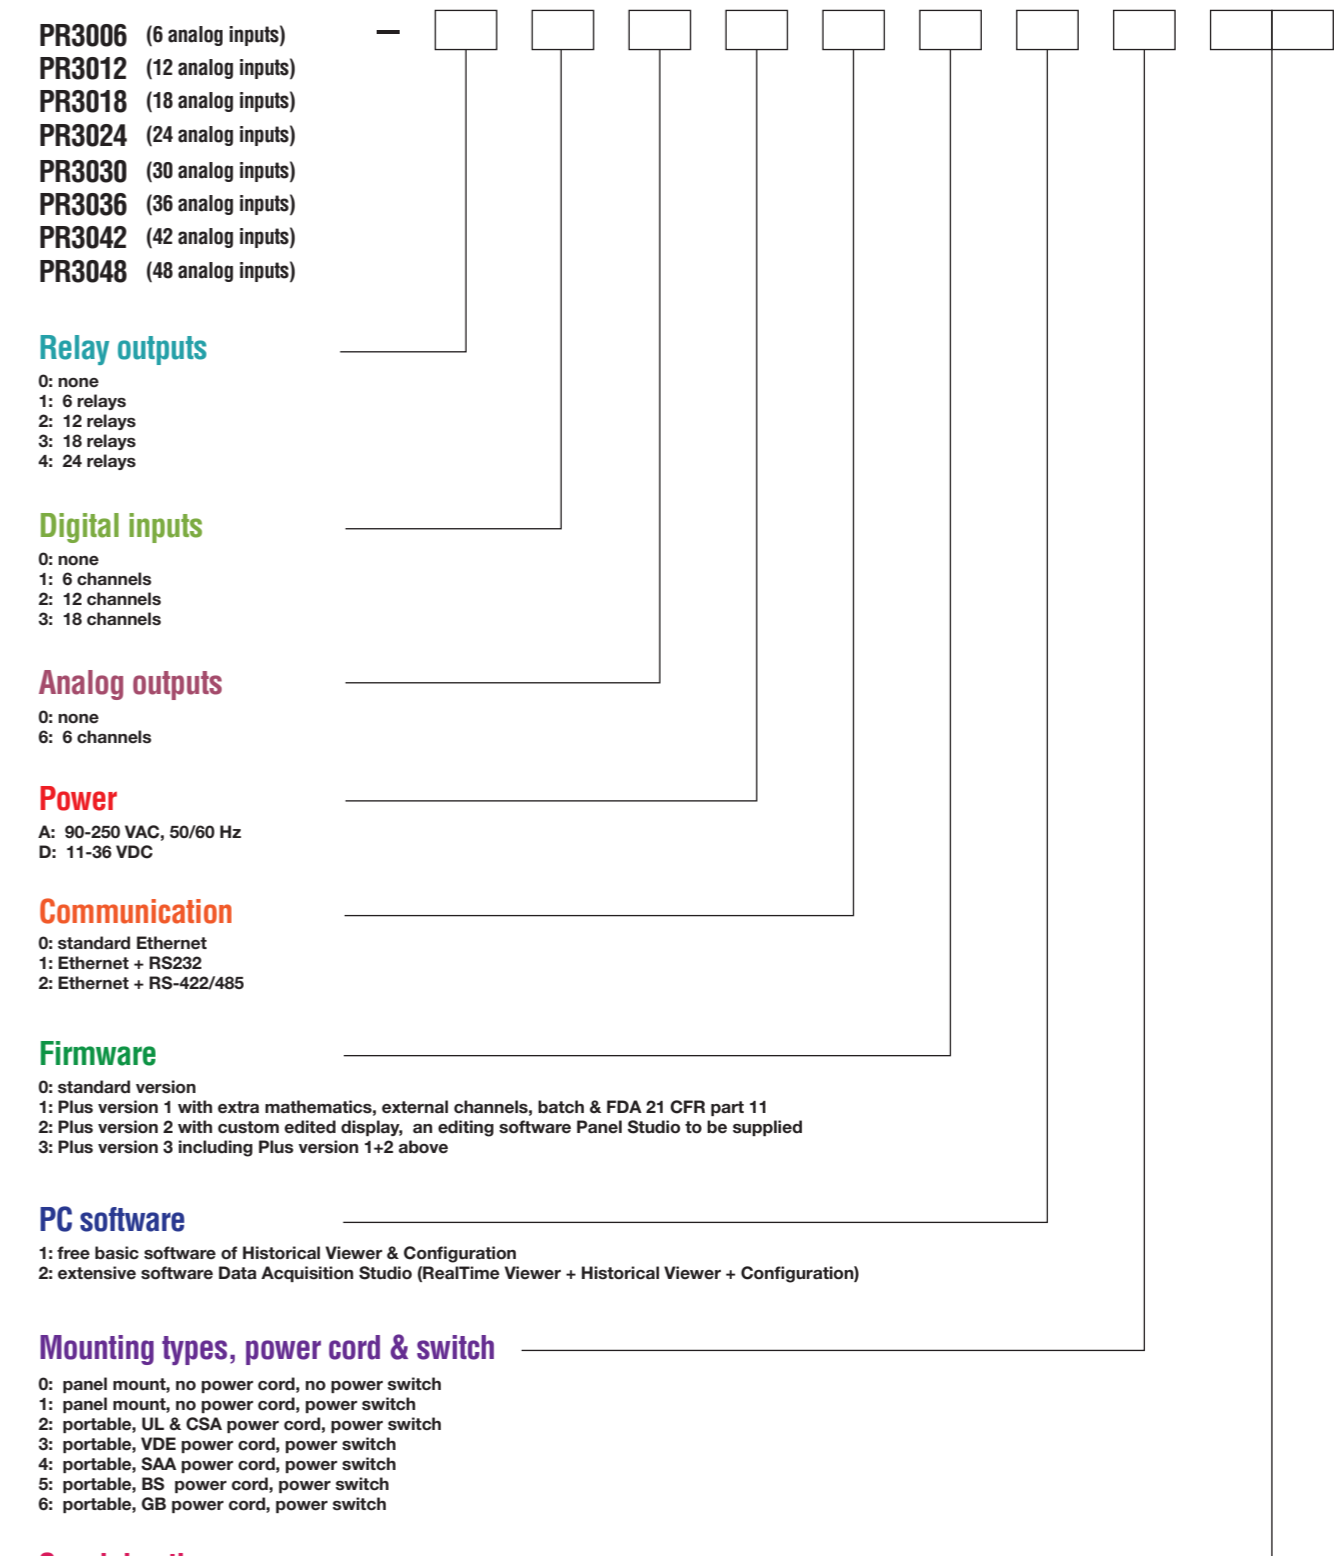 PR3006 (6 analog inputs) –
PR3012 (12 analog inputs)
PR3018 (18 analog inputs)
PR3024 (24 analog inputs)
PR3030 (30 analog inputs)
PR3036 (36 analog inputs)
PR3042 (42 analog inputs)
PR3048 (48 analog inputs)
Relay outputs
0: none
1: 6 relays
2: 12 relays
3: 18 relays
4: 24 relays
Digital inputs
0: none
1: 6 channels
2: 12 channels
3: 18 channels
Analog outputs
0: none
6: 6 channels
Power
A: 90-250 VAC, 50/60 Hz
D: 11-36 VDC
Communication
0: standard Ethernet
1: Ethernet + RS232
2: Ethernet + RS-422/485
Firmware
0: standard version
1: Plus version 1 with extra mathematics, external channels, batch & FDA 21 CFR part 11
2: Plus version 2 with custom edited display, an editing software Panel Studio to be supplied
3: Plus version 3 including Plus version 1+2 above
PC software
1: free basic software of Historical Viewer & Configuration
2: extensive software Data Acquisition Studio (RealTime Viewer + Historical Viewer + Configuration)
Mounting types, power cord & switch
0: panel mount, no power cord, no power switch
1: panel mount, no power cord, power switch
2: portable, UL & CSA power cord, power switch
3: portable, VDE power cord, power switch
4: portable, SAA power cord, power switch
5: portable, BS power cord, power switch
6: portable, GB power cord, power switch